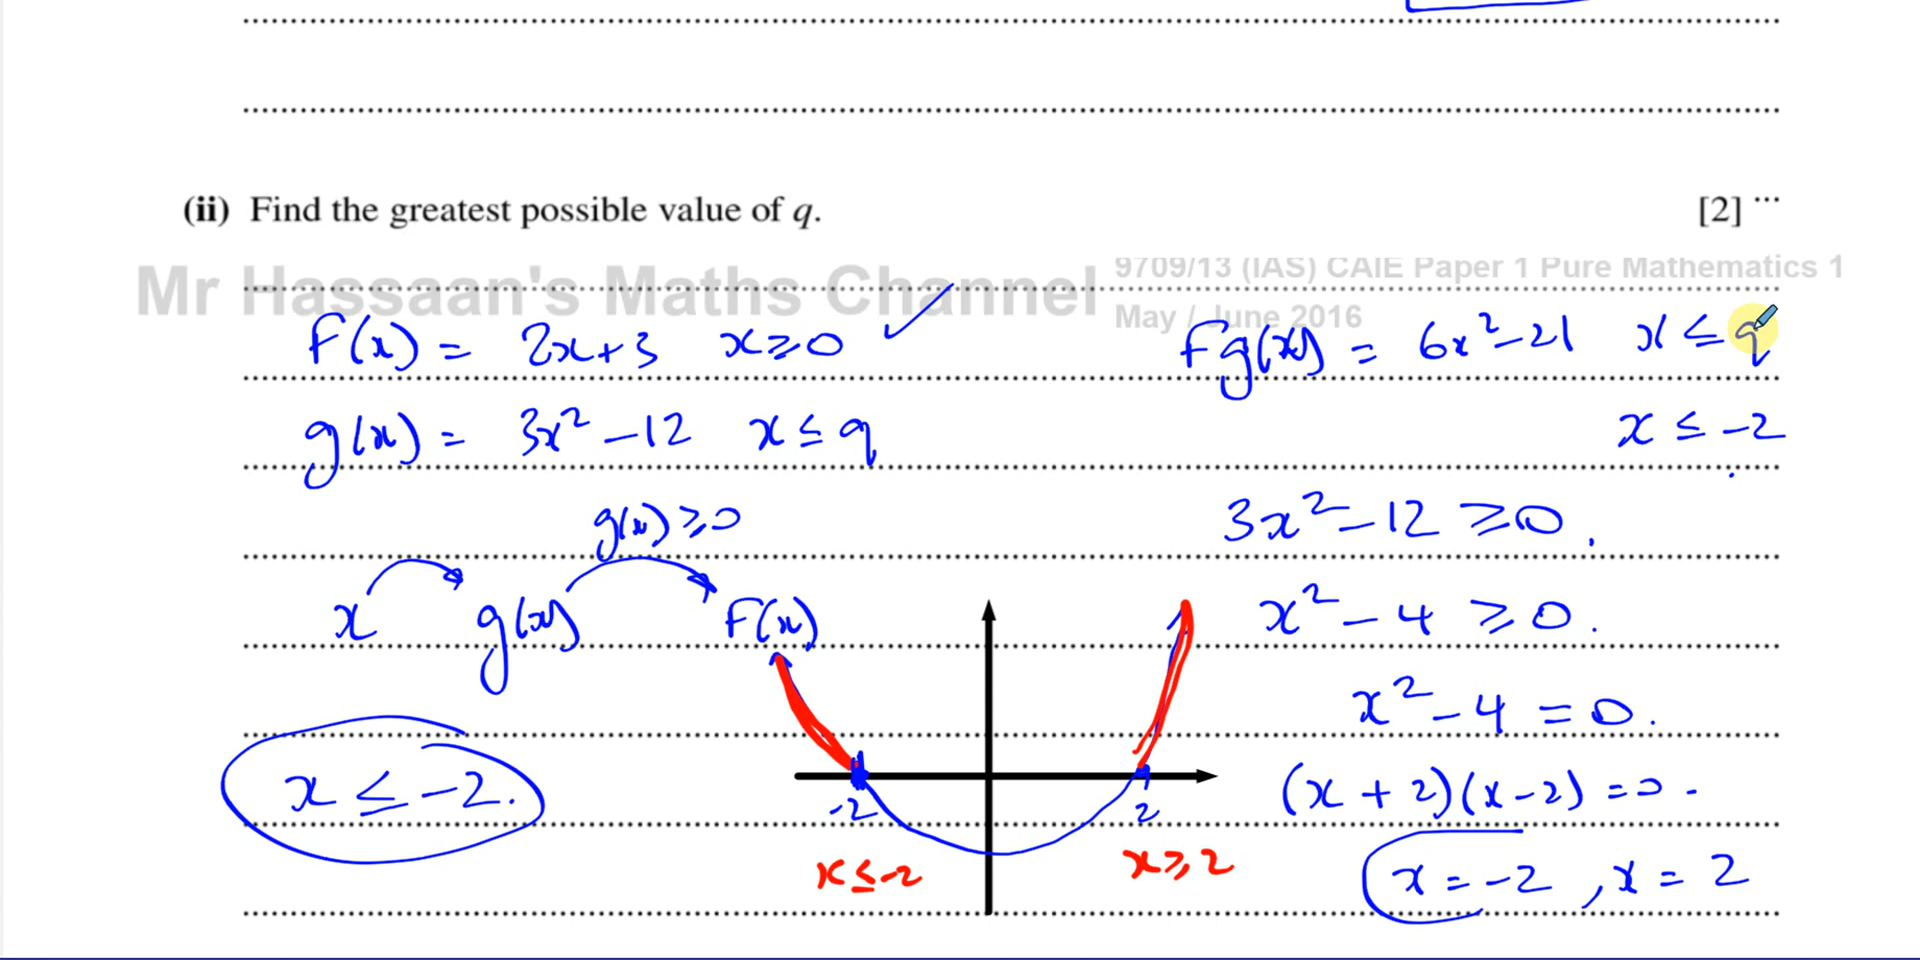 (ii) Find the greatest possible value of q. [2] ...
Mr Hassaan's Maths Channel
9709/13 (IAS) CAIE Paper 1 Pure Mathematics 1
May / June 2016
F(x) = 2x+3 x⩾0 ✓
Fg(x) = 6x²-21 x ≤ q
g(x) = 3x²-12 x ≤ q
x ≤ -2
g(x) ⩾0
3x²-12 ⩾0.
x g(x) F(x)
x²-4 ⩾0.
x²-4 = 0.
x ≤ -2.
-2 2
(x+2)(x-2) = 0.
x ≤ -2 x ⩾ 2
x = -2 , x = 2